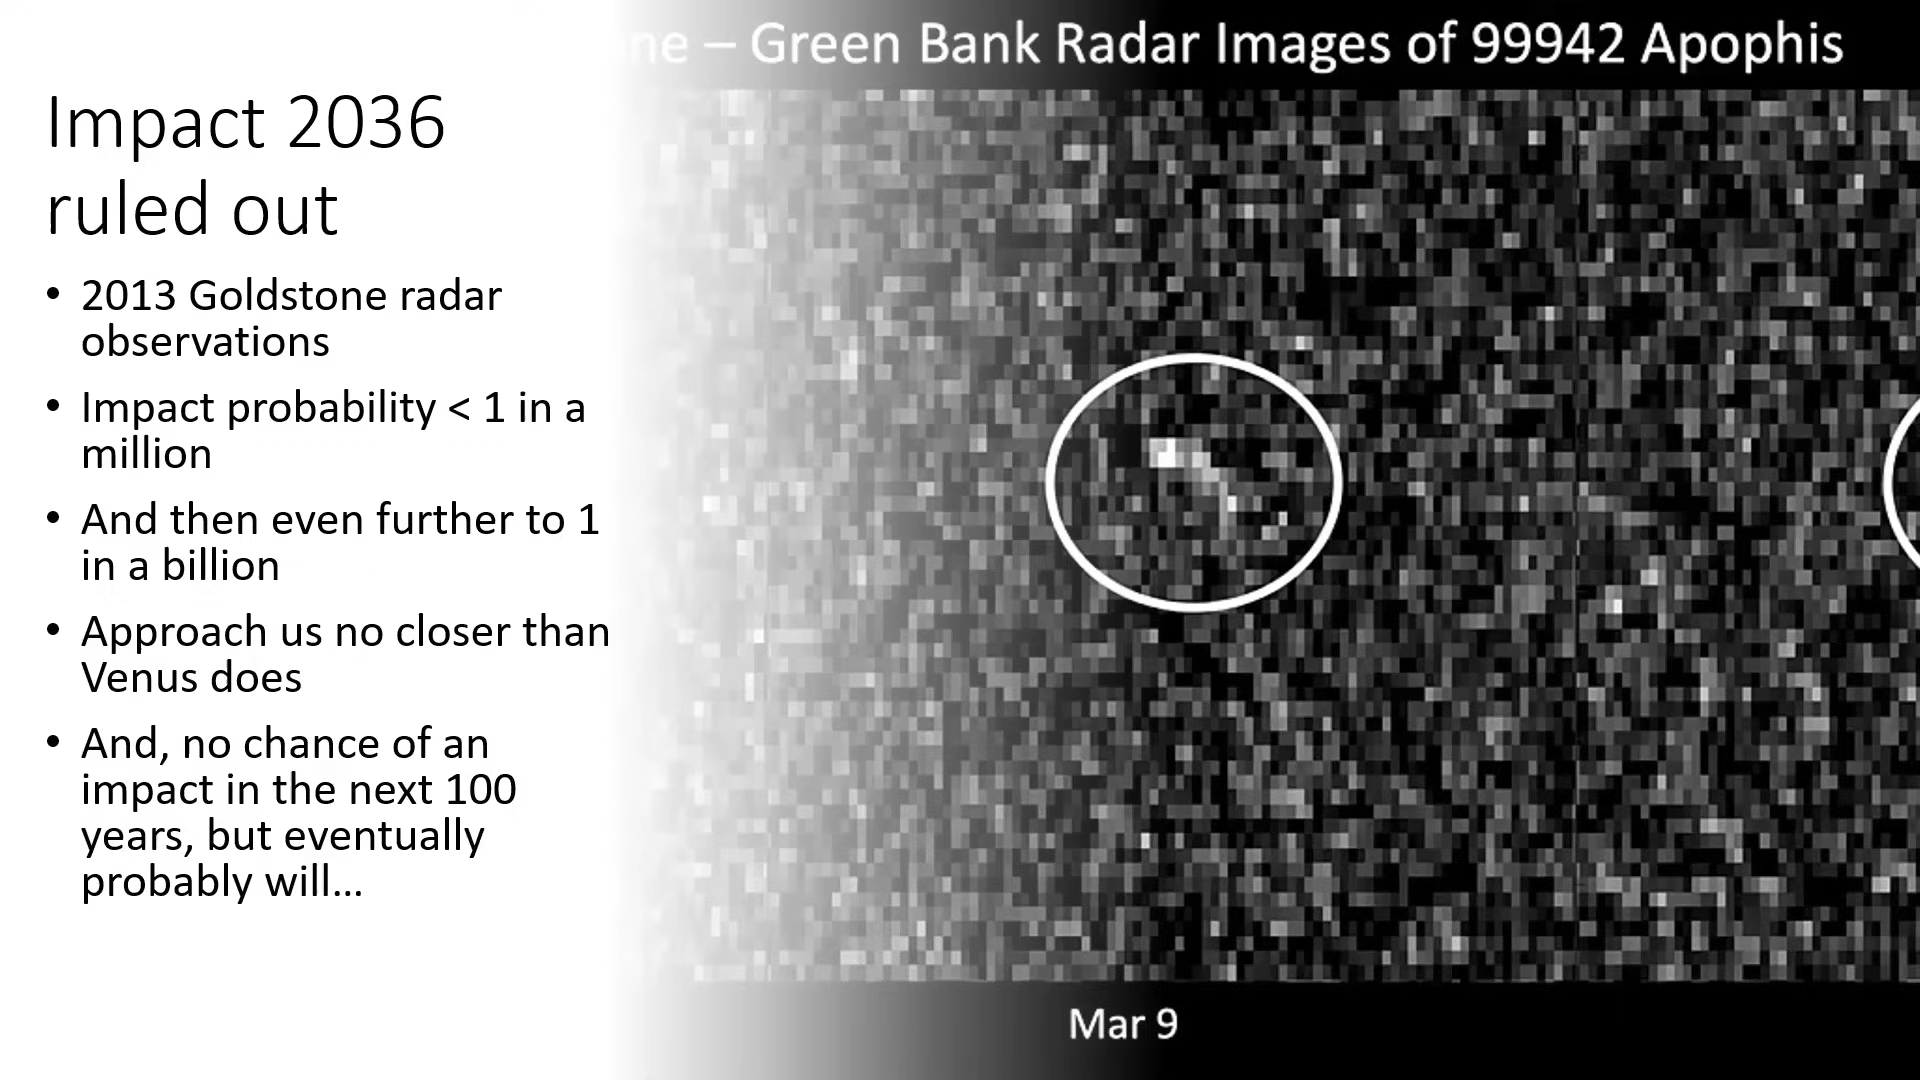 ne – Green Bank Radar Images of 99942 Apophis
Impact 2036
ruled out
• 2013 Goldstone radar
observations
• Impact probability < 1 in a
million
• And then even further to 1
in a billion
• Approach us no closer than
Venus does
• And, no chance of an
impact in the next 100
years, but eventually
probably will…
Mar 9